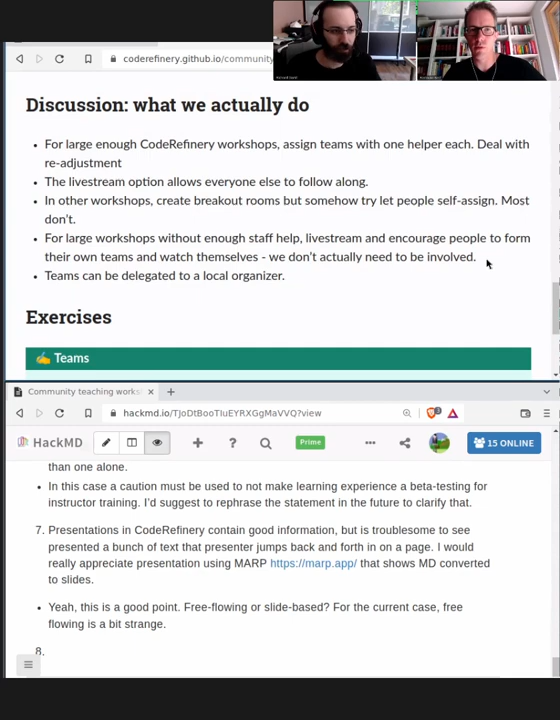 coderefinery.github.io/community
Discussion: what we actually do
• For large enough CodeRefinery workshops, assign teams with one helper each. Deal with
re-adjustment
• The livestream option allows everyone else to follow along.
• In other workshops, create breakout rooms but somehow try let people self-assign. Most
don't.
• For large workshops without enough staff help, livestream and encourage people to form
their own teams and watch themselves - we don't actually need to be involved.
• Teams can be delegated to a local organizer.
Exercises
✍ Teams
Community teaching works
hackmd.io/TjoDtBooTIuEYRXGgMaVVQ?view
HackMD
Prime
15 ONLINE
than one alone.
• In this case a caution must be used to not make learning experience a beta-testing for
instructor training. I'd suggest to rephrase the statement in the future to clarify that.
7. Presentations in CodeRefinery contain good information, but is troublesome to see
presented a bunch of text that presenter jumps back and forth in on a page. I would
really appreciate presentation using MARP https://marp.app/ that shows MD converted
to slides.
• Yeah, this is a good point. Free-flowing or slide-based? For the current case, free
flowing is a bit strange.
8.